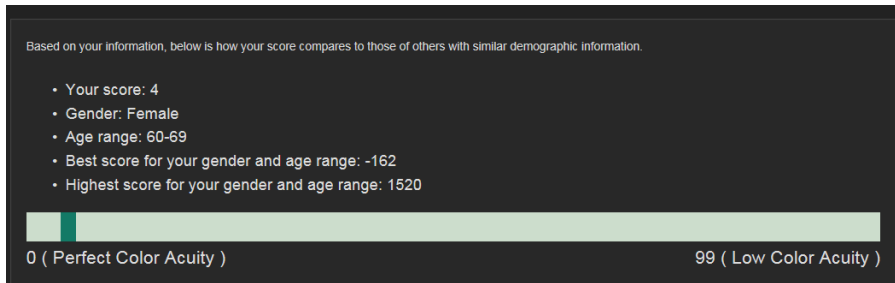 Based on your information, below is how your score compares to those of others with similar demographic information.
• Your score: 4
• Gender: Female
• Age range: 60-69
• Best score for your gender and age range: -162
• Highest score for your gender and age range: 1520
0 ( Perfect Color Acuity )
99 ( Low Color Acuity )